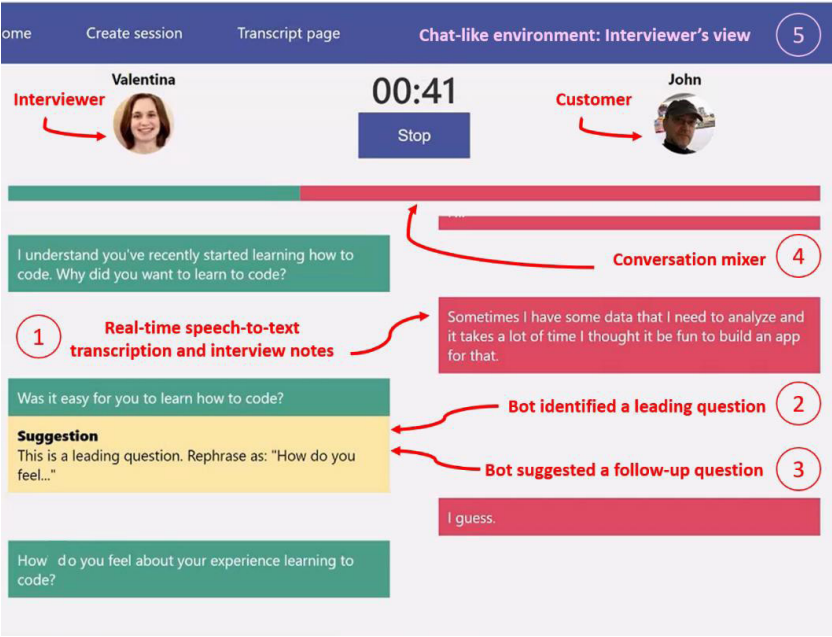 ome Create session Transcript page Chat-like environment: Interviewer's view 5
Valentina
00:41
John
Interviewer
Customer
Stop
I understand you've recently started learning how to
code. Why did you want to learn to code?
Conversation mixer 4
1 Real-time speech-to-text
transcription and interview notes
Sometimes I have some data that I need to analyze and
it takes a lot of time I thought it be fun to build an app
for that.
Was it easy for you to learn how to code?
Bot identified a leading question 2
Suggestion
This is a leading question. Rephrase as: "How do you
feel..."
Bot suggested a follow-up question 3
I guess.
How do you feel about your experience learning to
code?